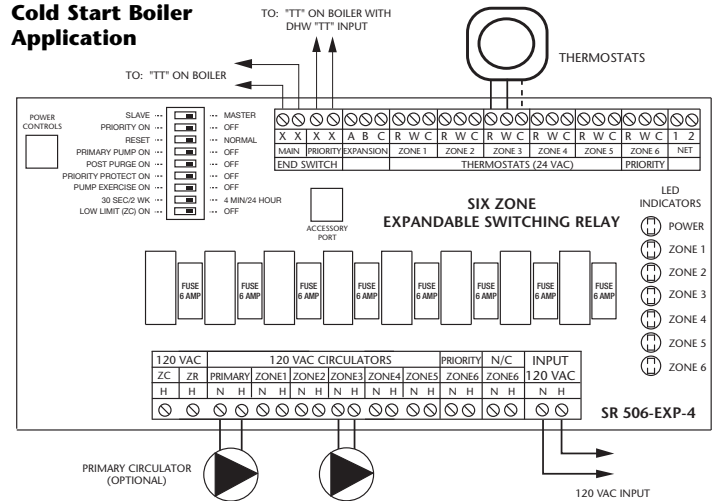 Cold Start Boiler
Application
TO: "TT" ON BOILER WITH
DHW "TT" INPUT
TO: "TT" ON BOILER
THERMOSTATS
POWER
CONTROLS
SLAVE MASTER
PRIORITY ON OFF
RESET NORMAL
PRIMARY PUMP ON OFF
POST PURGE ON OFF
PRIORITY PROTECT ON OFF
PUMP EXERCISE ON OFF
30 SEC/2 WK 4 MIN/24 HOUR
LOW LIMIT (ZC) ON OFF
X X X X A B C R W C R W C R W C R W C R W C R W C 1 2
MAIN PRIORITY EXPANSION ZONE 1 ZONE 2 ZONE 3 ZONE 4 ZONE 5 ZONE 6 NET
END SWITCH THERMOSTATS (24 VAC) PRIORITY
ACCESSORY
PORT
SIX ZONE
EXPANDABLE SWITCHING RELAY
LED
INDICATORS
POWER
ZONE 1
ZONE 2
ZONE 3
ZONE 4
ZONE 5
ZONE 6
FUSE FUSE FUSE FUSE FUSE FUSE FUSE FUSE
6 AMP 6 AMP 6 AMP 6 AMP 6 AMP 6 AMP 6 AMP 6 AMP
120 VAC 120 VAC CIRCULATORS PRIORITY N/C INPUT
ZC ZR PRIMARY ZONE1 ZONE2 ZONE3 ZONE4 ZONE5 ZONE6 ZONE6 120 VAC
H H N H N H N H N H N H N H N H N H N H
SR 506-EXP-4
PRIMARY CIRCULATOR
(OPTIONAL)
120 VAC INPUT